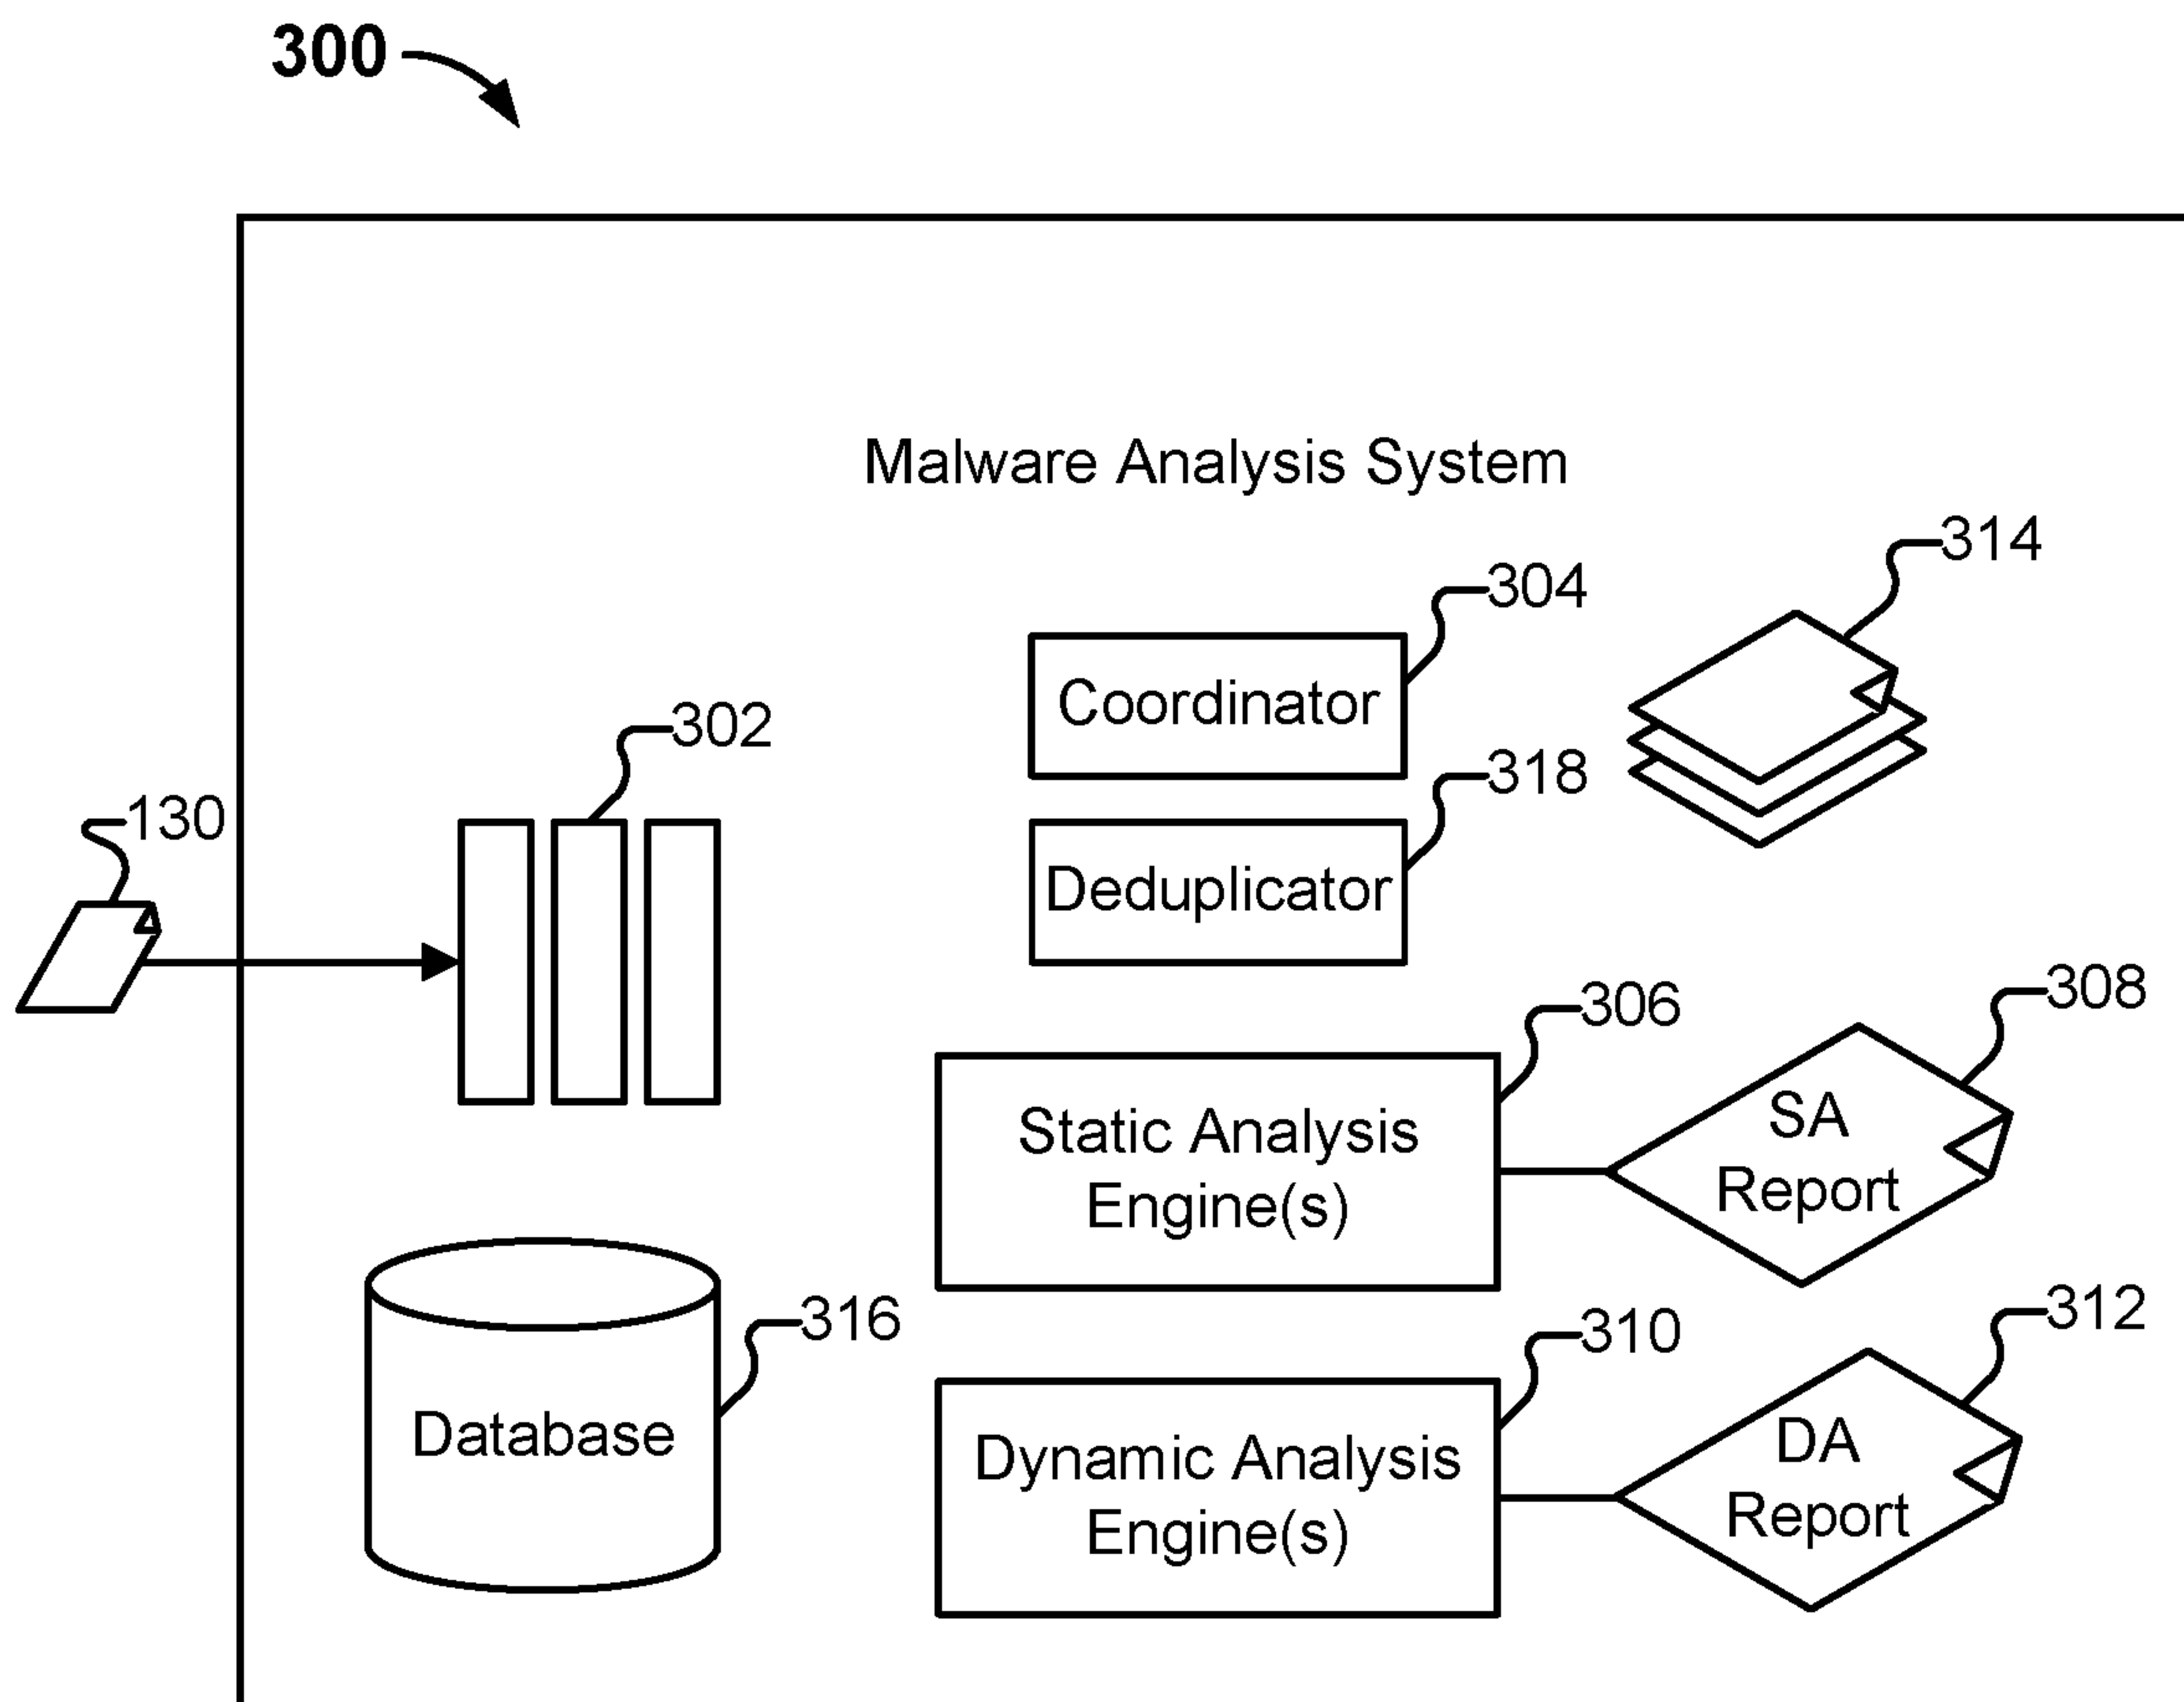 300
Malware Analysis System
314
304
Coordinator
302
318
130
Deduplicator
308
306
SA
Static Analysis
Report
Engine(s)
312
316
310
DA
Database
Dynamic Analysis
Report
Engine(s)